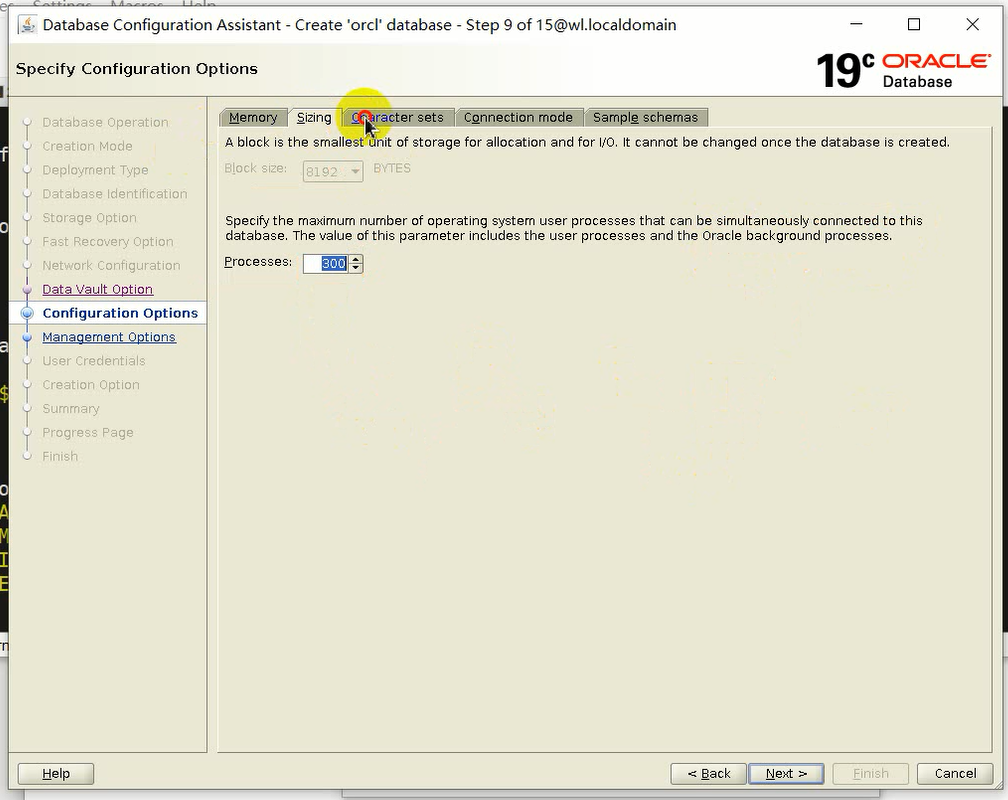 Settings Macros Help
Database Configuration Assistant - Create 'orcl' database - Step 9 of 15@wl.localdomain
Specify Configuration Options
19c ORACLE
Database
Database Operation
Creation Mode
Deployment Type
Database Identification
Storage Option
Fast Recovery Option
Network Configuration
Data Vault Option
Configuration Options
Management Options
User Credentials
Creation Option
Summary
Progress Page
Finish
Memory Sizing Character sets Connection mode Sample schemas
A block is the smallest unit of storage for allocation and for I/O. It cannot be changed once the database is created.
Block size: 8192 BYTES
Specify the maximum number of operating system user processes that can be simultaneously connected to this
database. The value of this parameter includes the user processes and the Oracle background processes.
Processes: 300
Help < Back Next > Finish Cancel